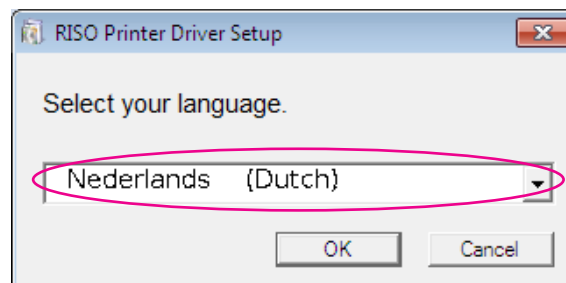 RISO Printer Driver Setup
Select your language.
Nederlands (Dutch)
OK Cancel